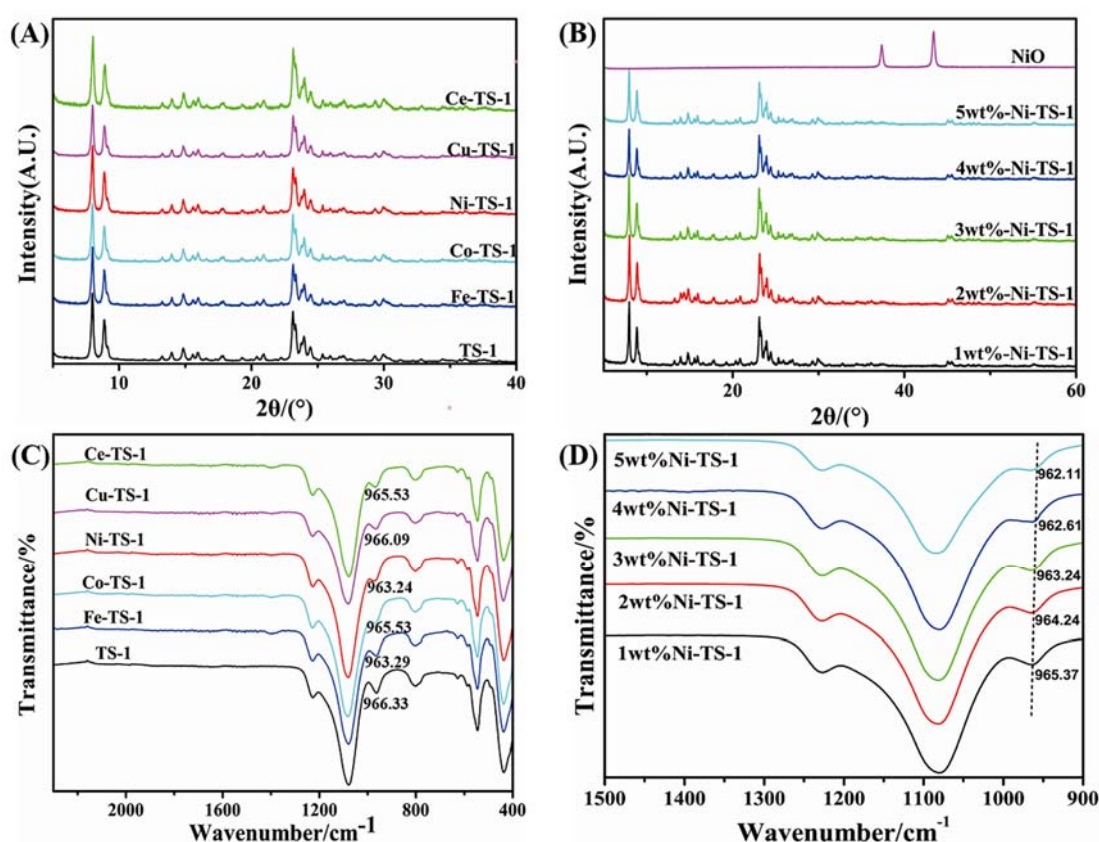 (A)
Intensity(A.U.)
Ce-TS-1
Cu-TS-1
Ni-TS-1
Co-TS-1
Fe-TS-1
TS-1
10
20
30
40
2θ/(°)
(B)
Intensity(A.U.)
NiO
5wt%-Ni-TS-1
4wt%-Ni-TS-1
3wt%-Ni-TS-1
2wt%-Ni-TS-1
1wt%-Ni-TS-1
20
40
60
2θ/(°)
(C)
Transmittance/%
Ce-TS-1
965.53
Cu-TS-1
966.09
Ni-TS-1
963.24
Co-TS-1
965.53
Fe-TS-1
963.29
TS-1
966.33
2000
1600
1200
800
400
Wavenumber/cm-1
(D)
Transmittance/%
5wt%Ni-TS-1
962.11
4wt%Ni-TS-1
962.61
3wt%Ni-TS-1
963.24
2wt%Ni-TS-1
964.24
1wt%Ni-TS-1
965.37
1500
1400
1300
1200
1100
1000
900
Wavenumber/cm-1